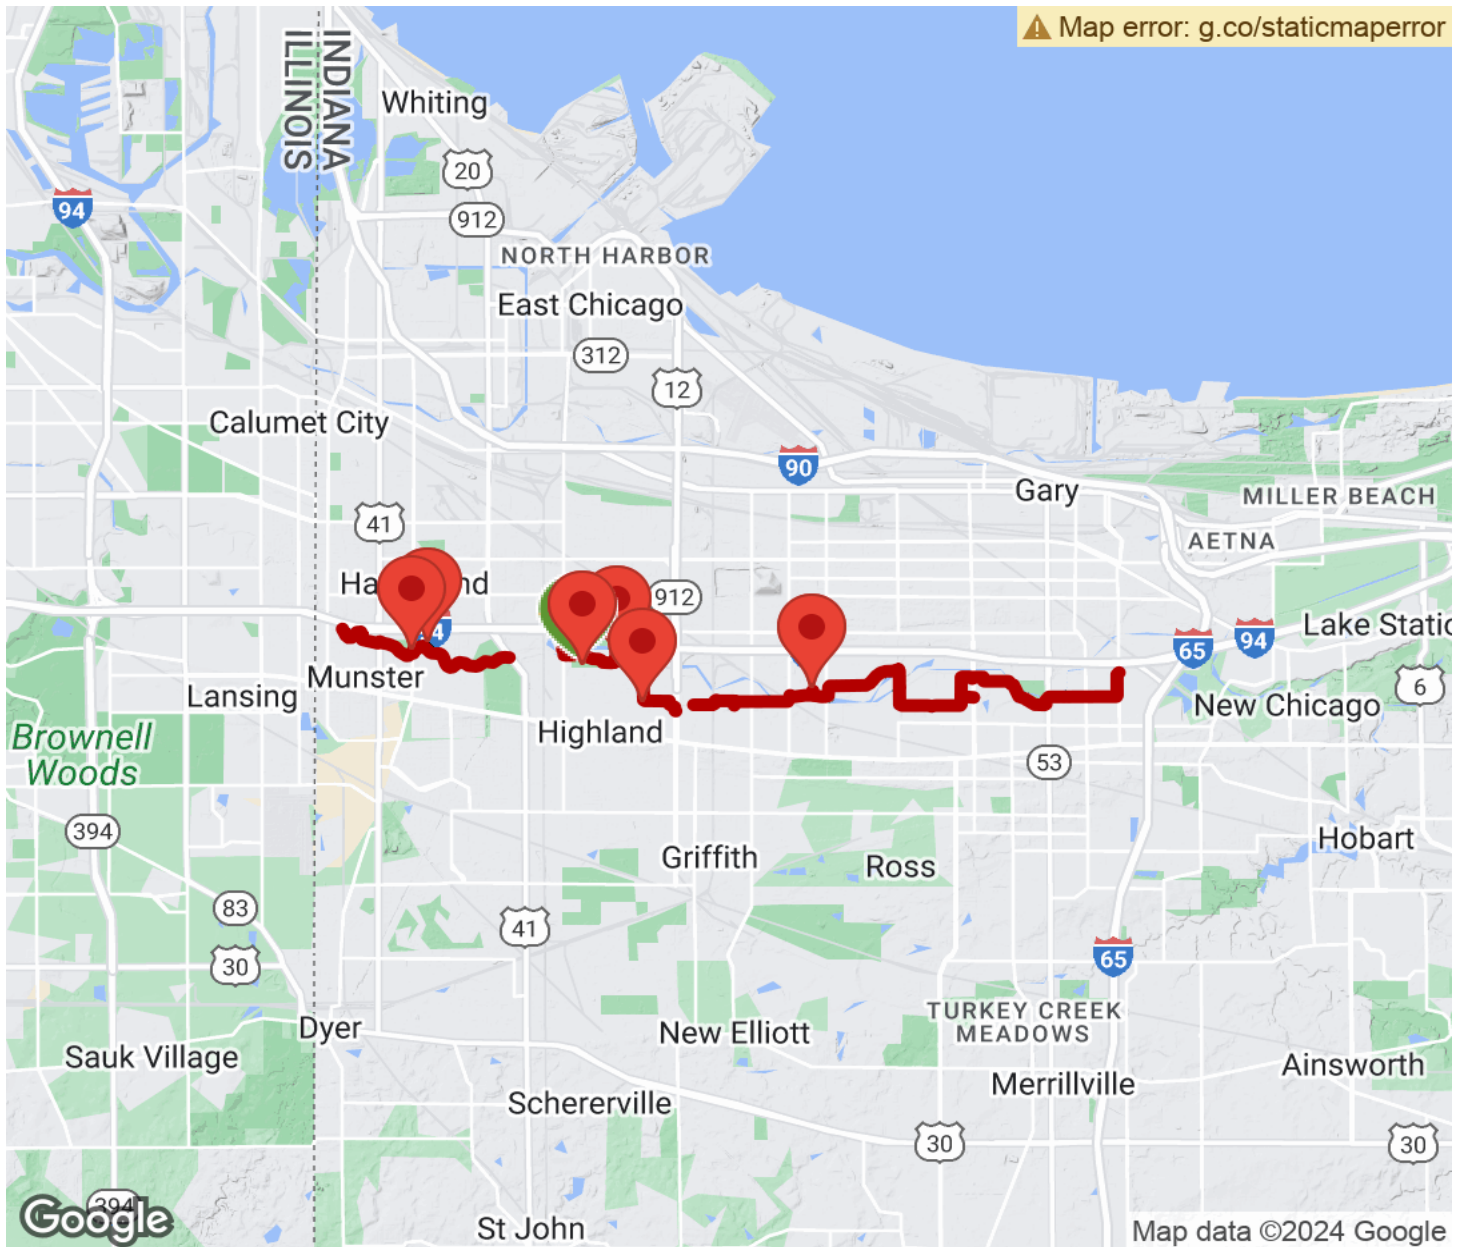 Map error: g.co/staticmaperror
INDIANA
ILLINOIS
Whiting
20
94
912
NORTH HARBOR
East Chicago
312
12
Calumet City
90
Gary
MILLER BEACH
41
AETNA
912
Lake Static
65
94
Munster
6
Lansing
New Chicago
Highland
Brownell
Woods
53
394
Hobart
Griffith
Ross
83
41
30
65
TURKEY CREEK
MEADOWS
Dyer
New Elliott
Sauk Village
Ainsworth
Merrillville
Schererville
30
30
394
Google
St John
Map data ©2024 Google